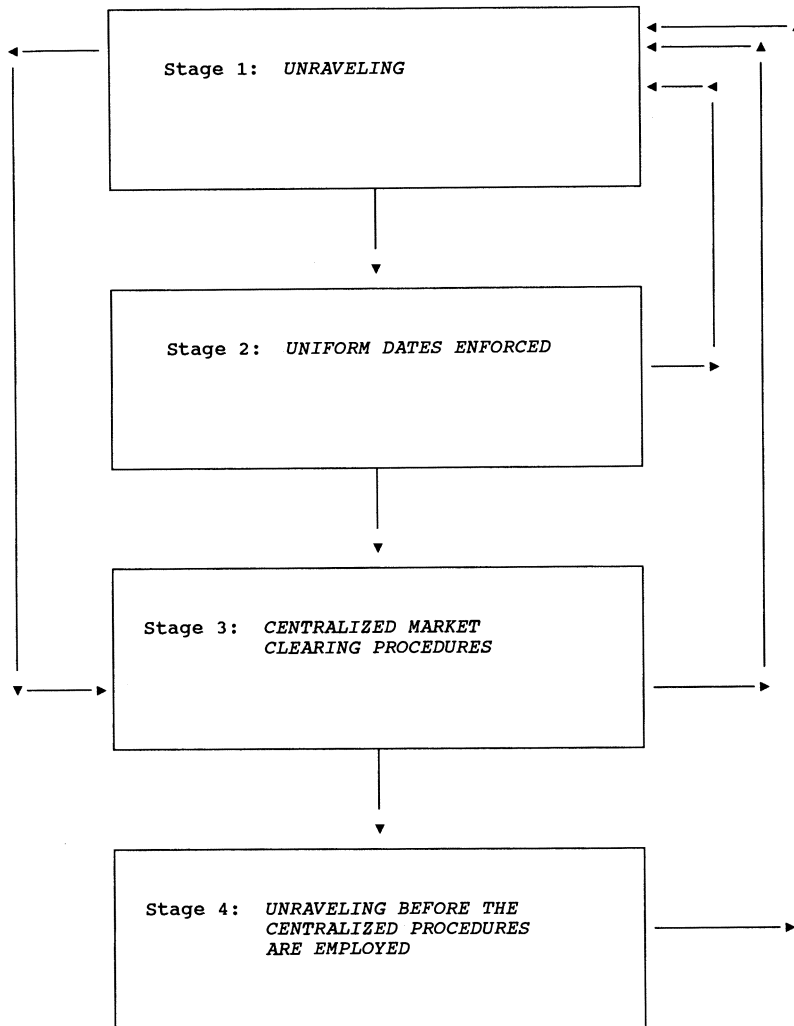 Stage 1: UNRAVELING
Stage 2: UNIFORM DATES ENFORCED
Stage 3: CENTRALIZED MARKET
CLEARING PROCEDURES
Stage 4: UNRAVELING BEFORE THE
CENTRALIZED PROCEDURES
ARE EMPLOYED